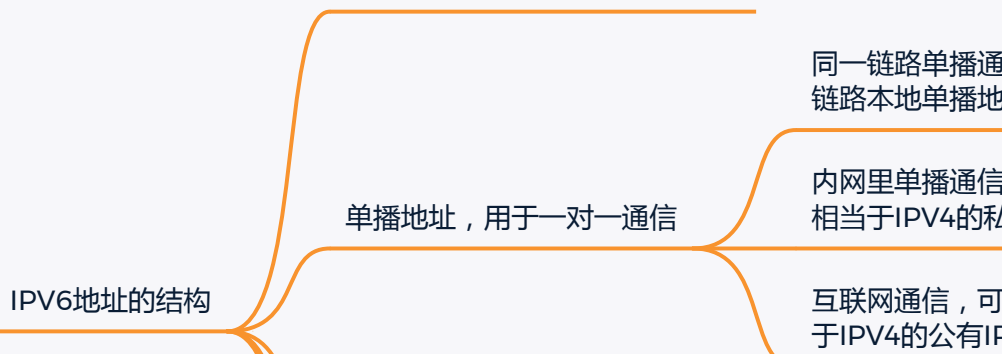 同一链路单播通
链路本地单播地
内网里单播通信
相当于IPV4的私
单播地址，用于一对一通信
IPV6地址的结构
互联网通信，可
于IPV4的公有IP